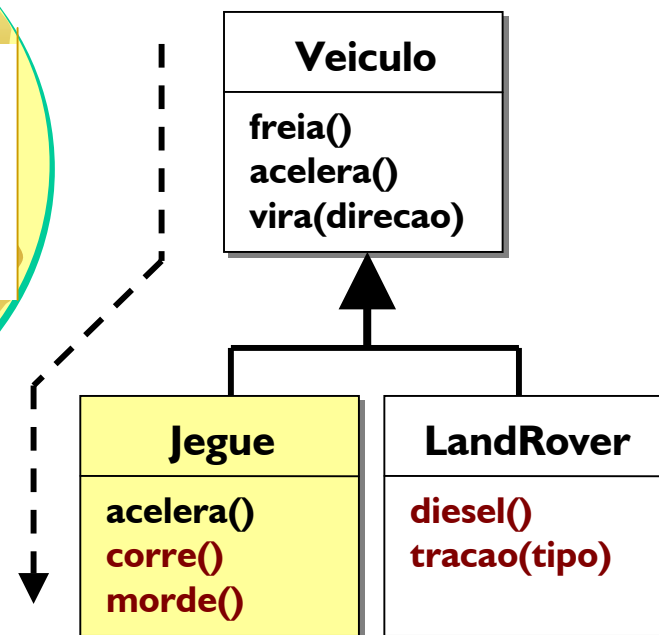 Veiculo
freia()
acelera()
vira(direcao)
Jegue
acelera()
corre()
morde()
LandRover
diesel()
tracao(tipo)